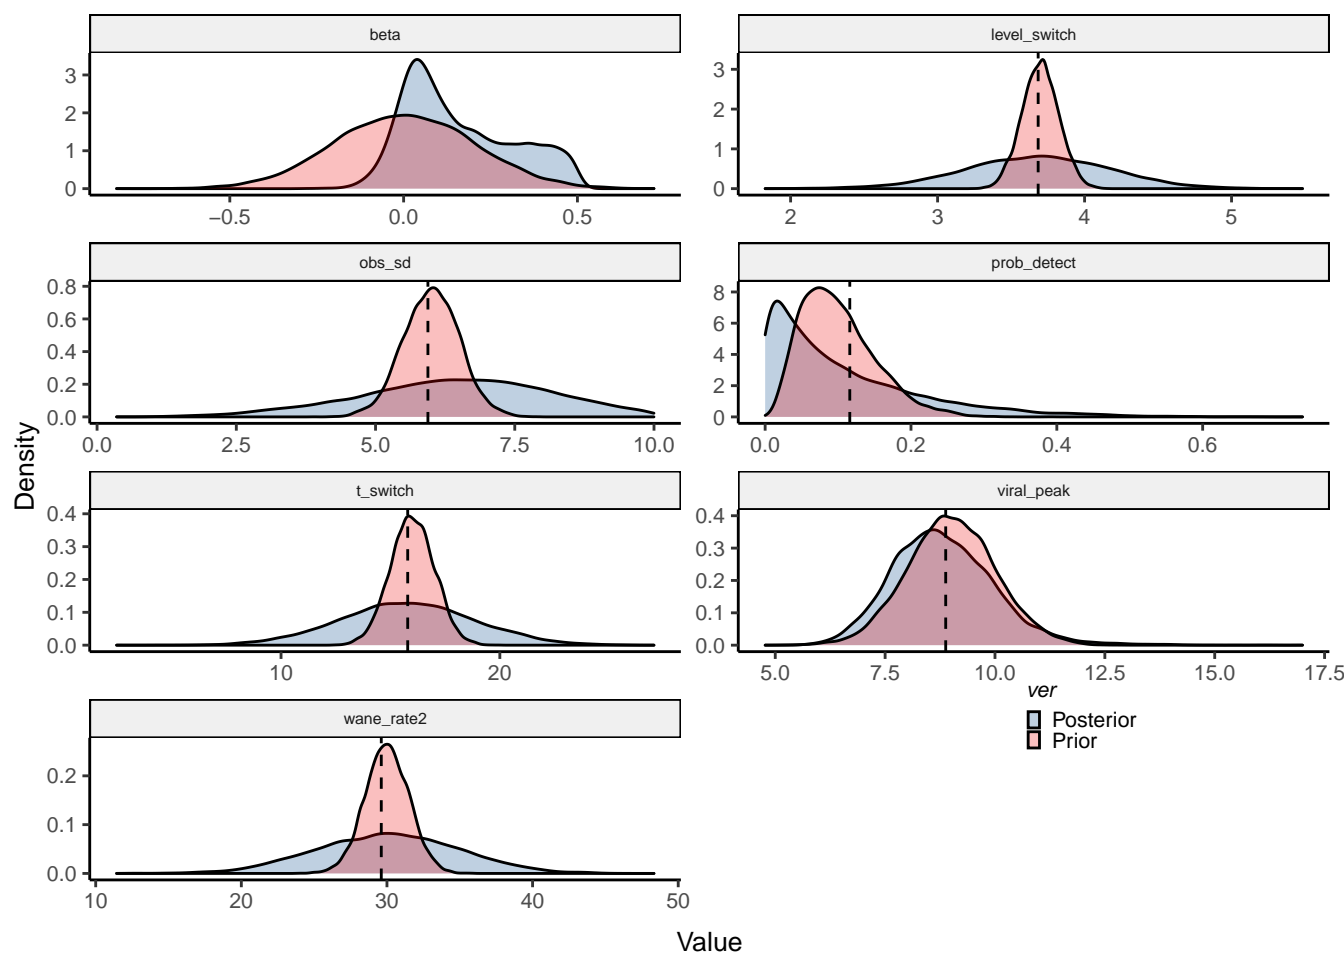 beta
level_switch
3
2
1
0
−0.5 0.0 0.5
3
2
1
0
2 3 4 5
obs_sd
prob_detect
0.8
0.6
0.4
0.2
0.0
0.0 2.5 5.0 7.5 10.0
8
6
4
2
0
0.0 0.2 0.4 0.6
Density
t_switch
viral_peak
0.4
0.3
0.2
0.1
0.0
10 20
0.4
0.3
0.2
0.1
0.0
5.0 7.5 10.0 12.5 15.0 17.5
ver
Posterior
Prior
wane_rate2
0.2
0.1
0.0
10 20 30 40 50
Value